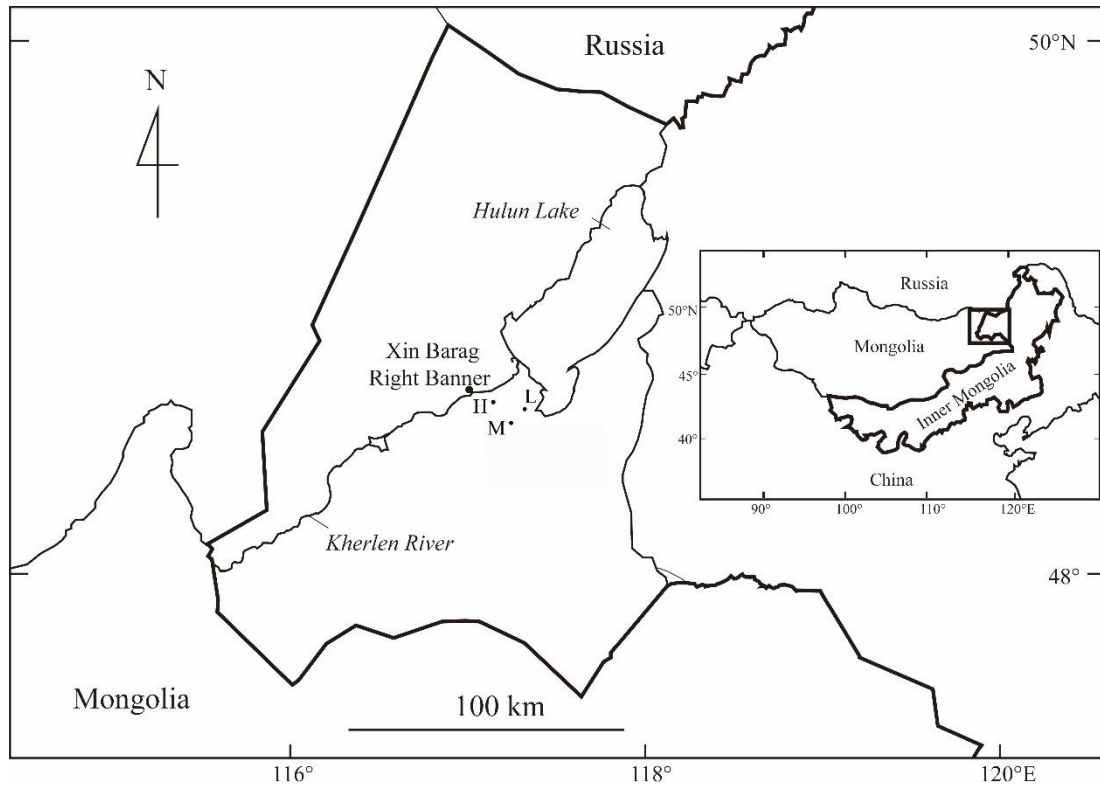 Russia
50°N
N
Hulun Lake
Xin Barag
Right Banner
H
L
M
Kherlen River
48°
Mongolia
100 km
116°
118°
120°E
Russia
50°N
Mongolia
45°
Inner Mongolia
40°
China
90°
100°
110°
120°E